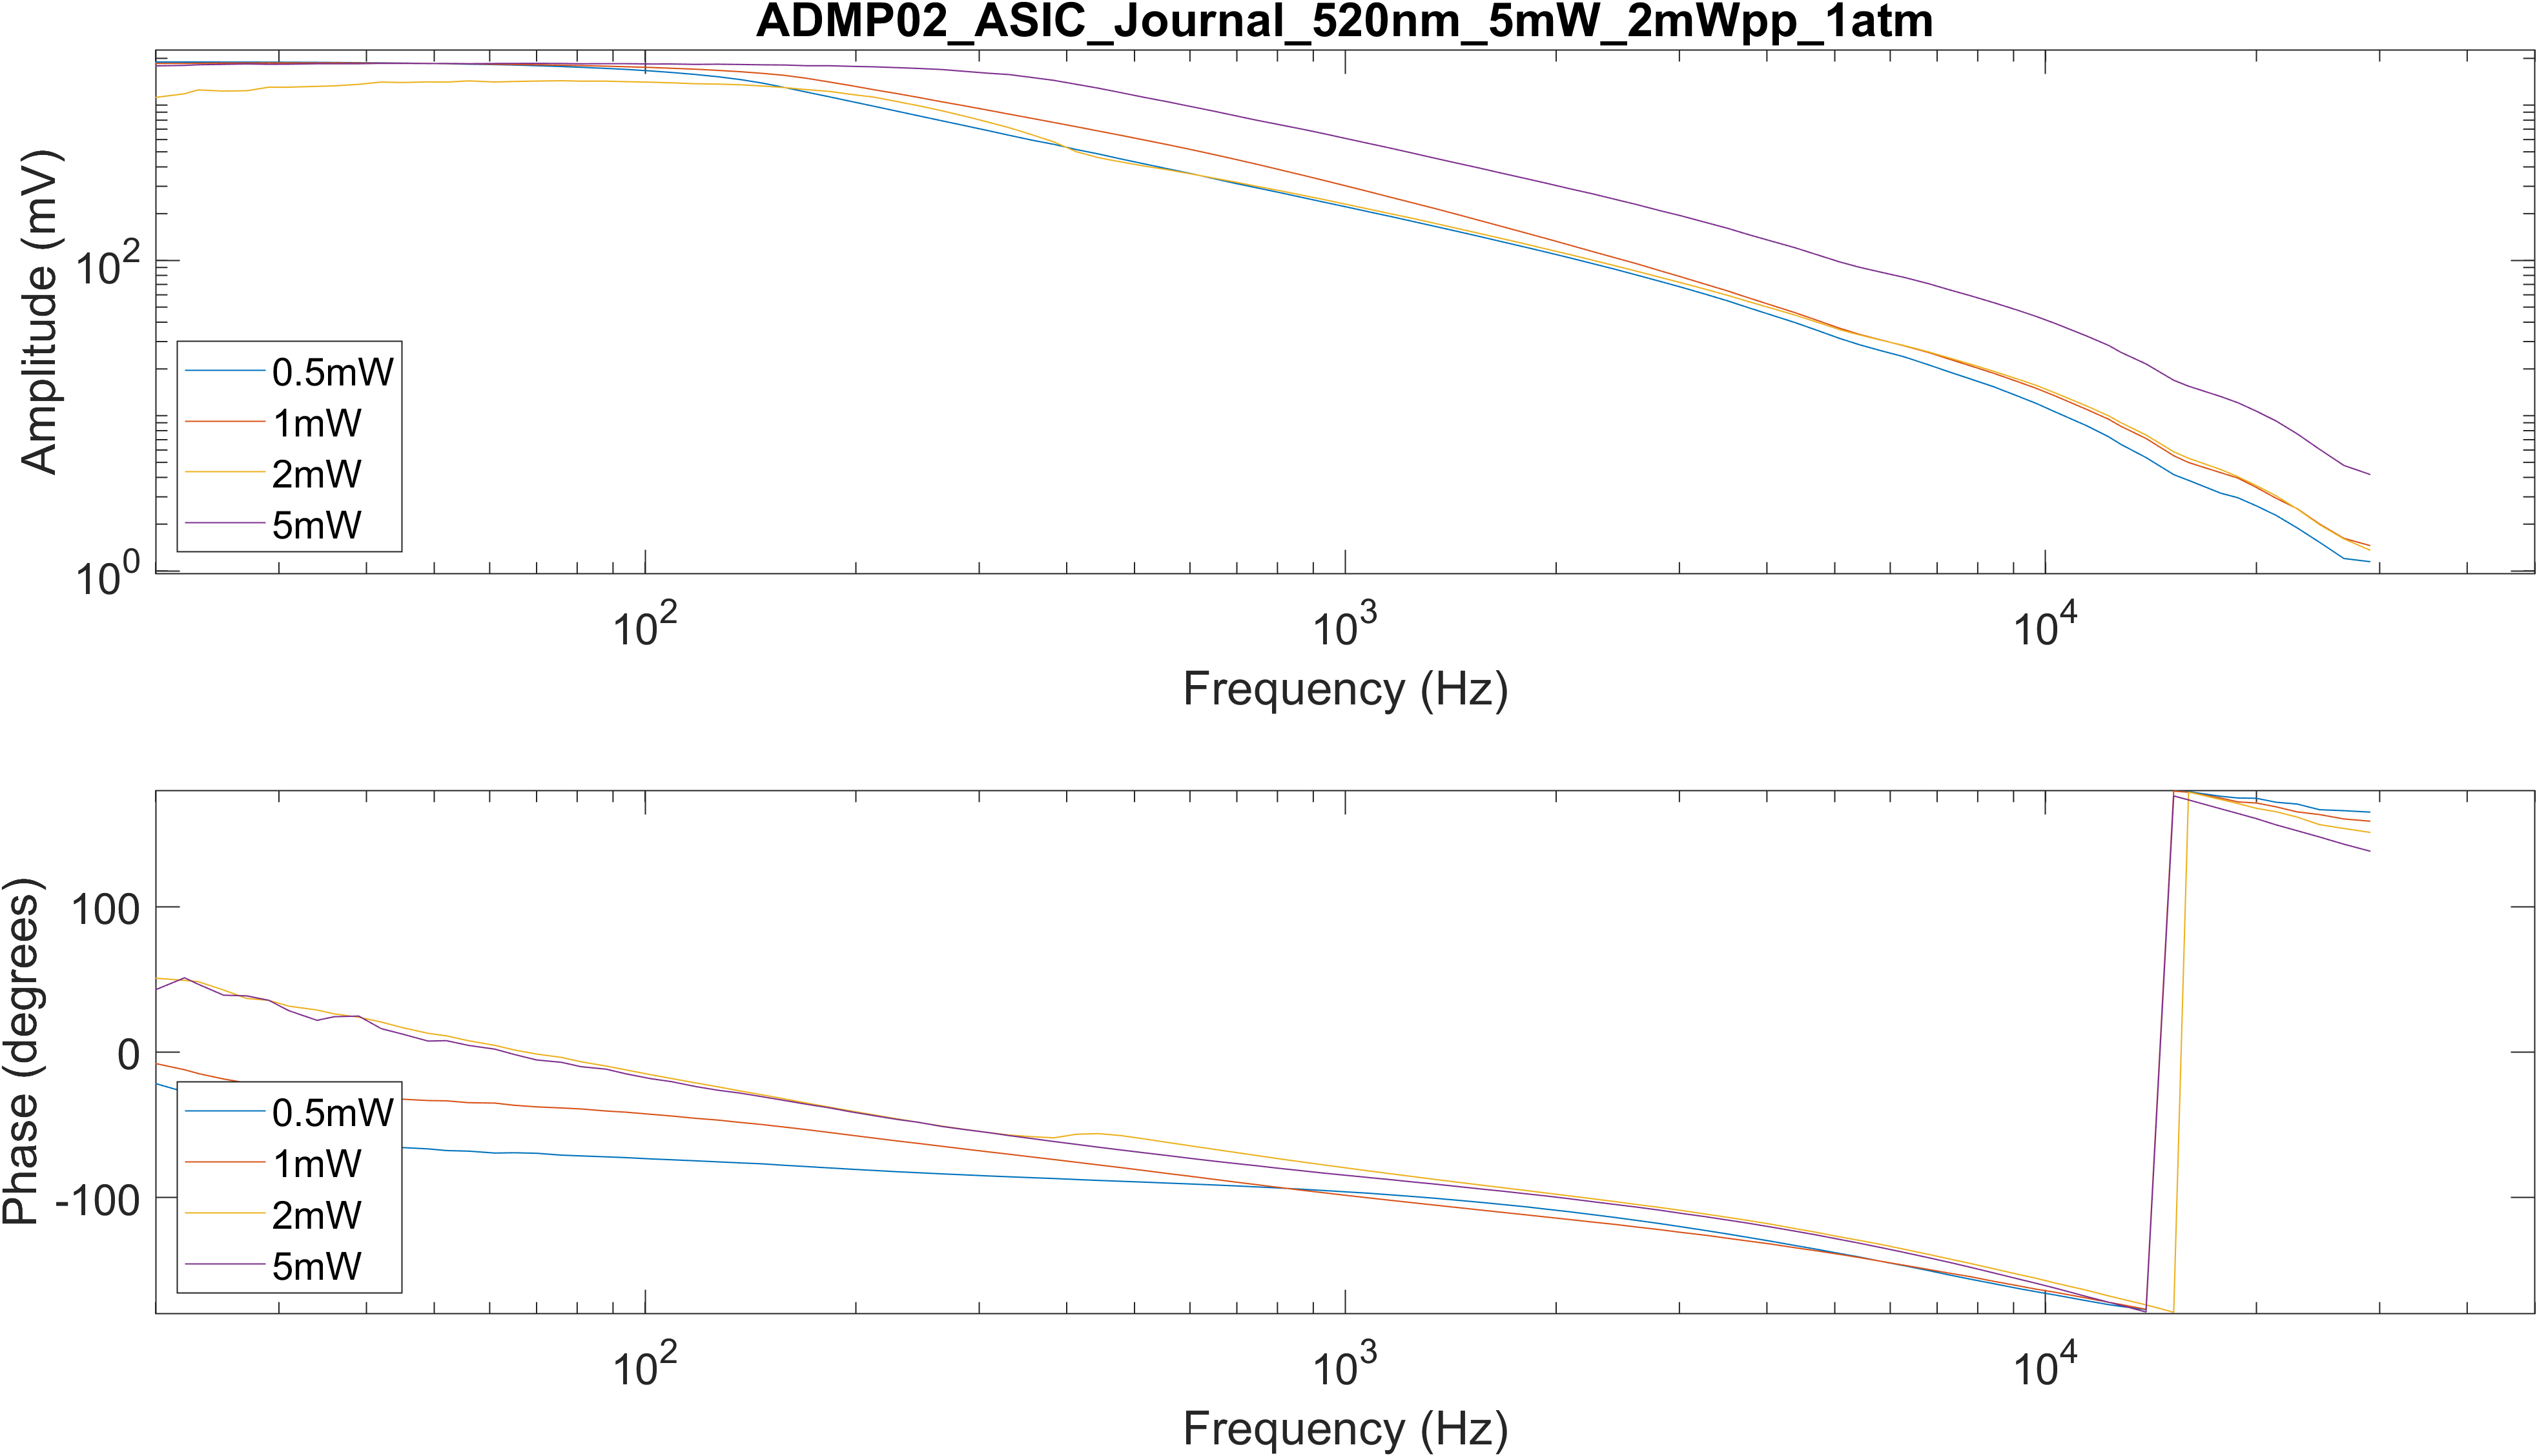 ADMP02_ASIC_Journal_520nm_5mW_2mWpp_1atm
Amplitude (mV)
10^2
10^0
0.5mW
1mW
2mW
5mW
10^2
10^3
10^4
Frequency (Hz)
Phase (degrees)
100
0
-100
0.5mW
1mW
2mW
5mW
10^2
10^3
10^4
Frequency (Hz)